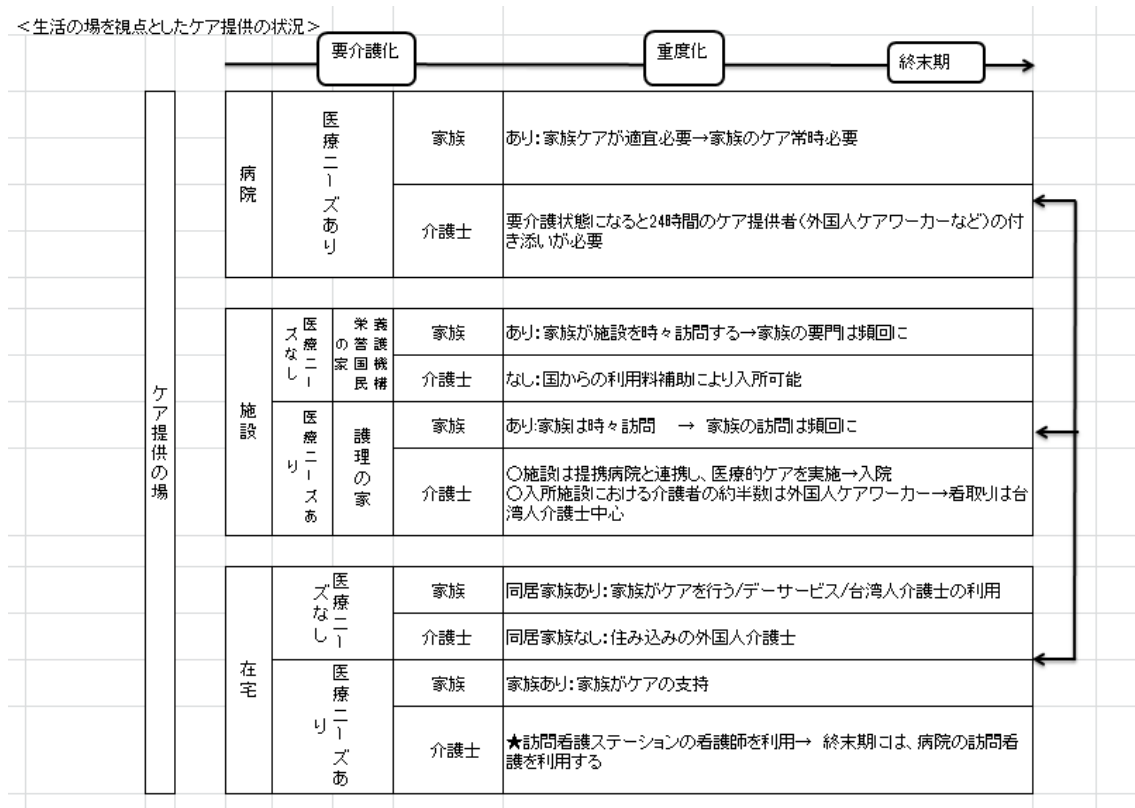 ＜生活の場を視点としたケア提供の状況＞
要介護化
重度化
終末期
ケア提供の場
病院
医療ニーズあり
家族
あり：家族ケアが適宜必要→家族のケア常時必要
介護士
要介護状態になると24時間のケア提供者（外国人ケアワーカーなど）の付
き添いが必要
施設
医療ニー
ズなし
義護機構
栄誉国民
の家
家族
あり：家族が施設を時々訪問する→家族の要門は頻回に
介護士
なし：国からの利用料補助により入所可能
医療ニーズあ
り
護理の家
家族
あり：家族は時々訪問　→　家族の訪問は頻回に
介護士
〇施設は提携病院と連携し、医療的ケアを実施→入院
〇入所施設における介護者の約半数は外国人ケアワーカー→看取りは台
湾人介護士中心
在宅
医療ニー
ズなし
家族
同居家族あり：家族がケアを行う/デーサービス/台湾人介護士の利用
介護士
同居家族なし：住み込みの外国人介護士
医療ニーズあ
り
家族
家族あり：家族がケアの支持
介護士
★訪問看護ステーションの看護師を利用→　終末期には、病院の訪問看
護を利用する